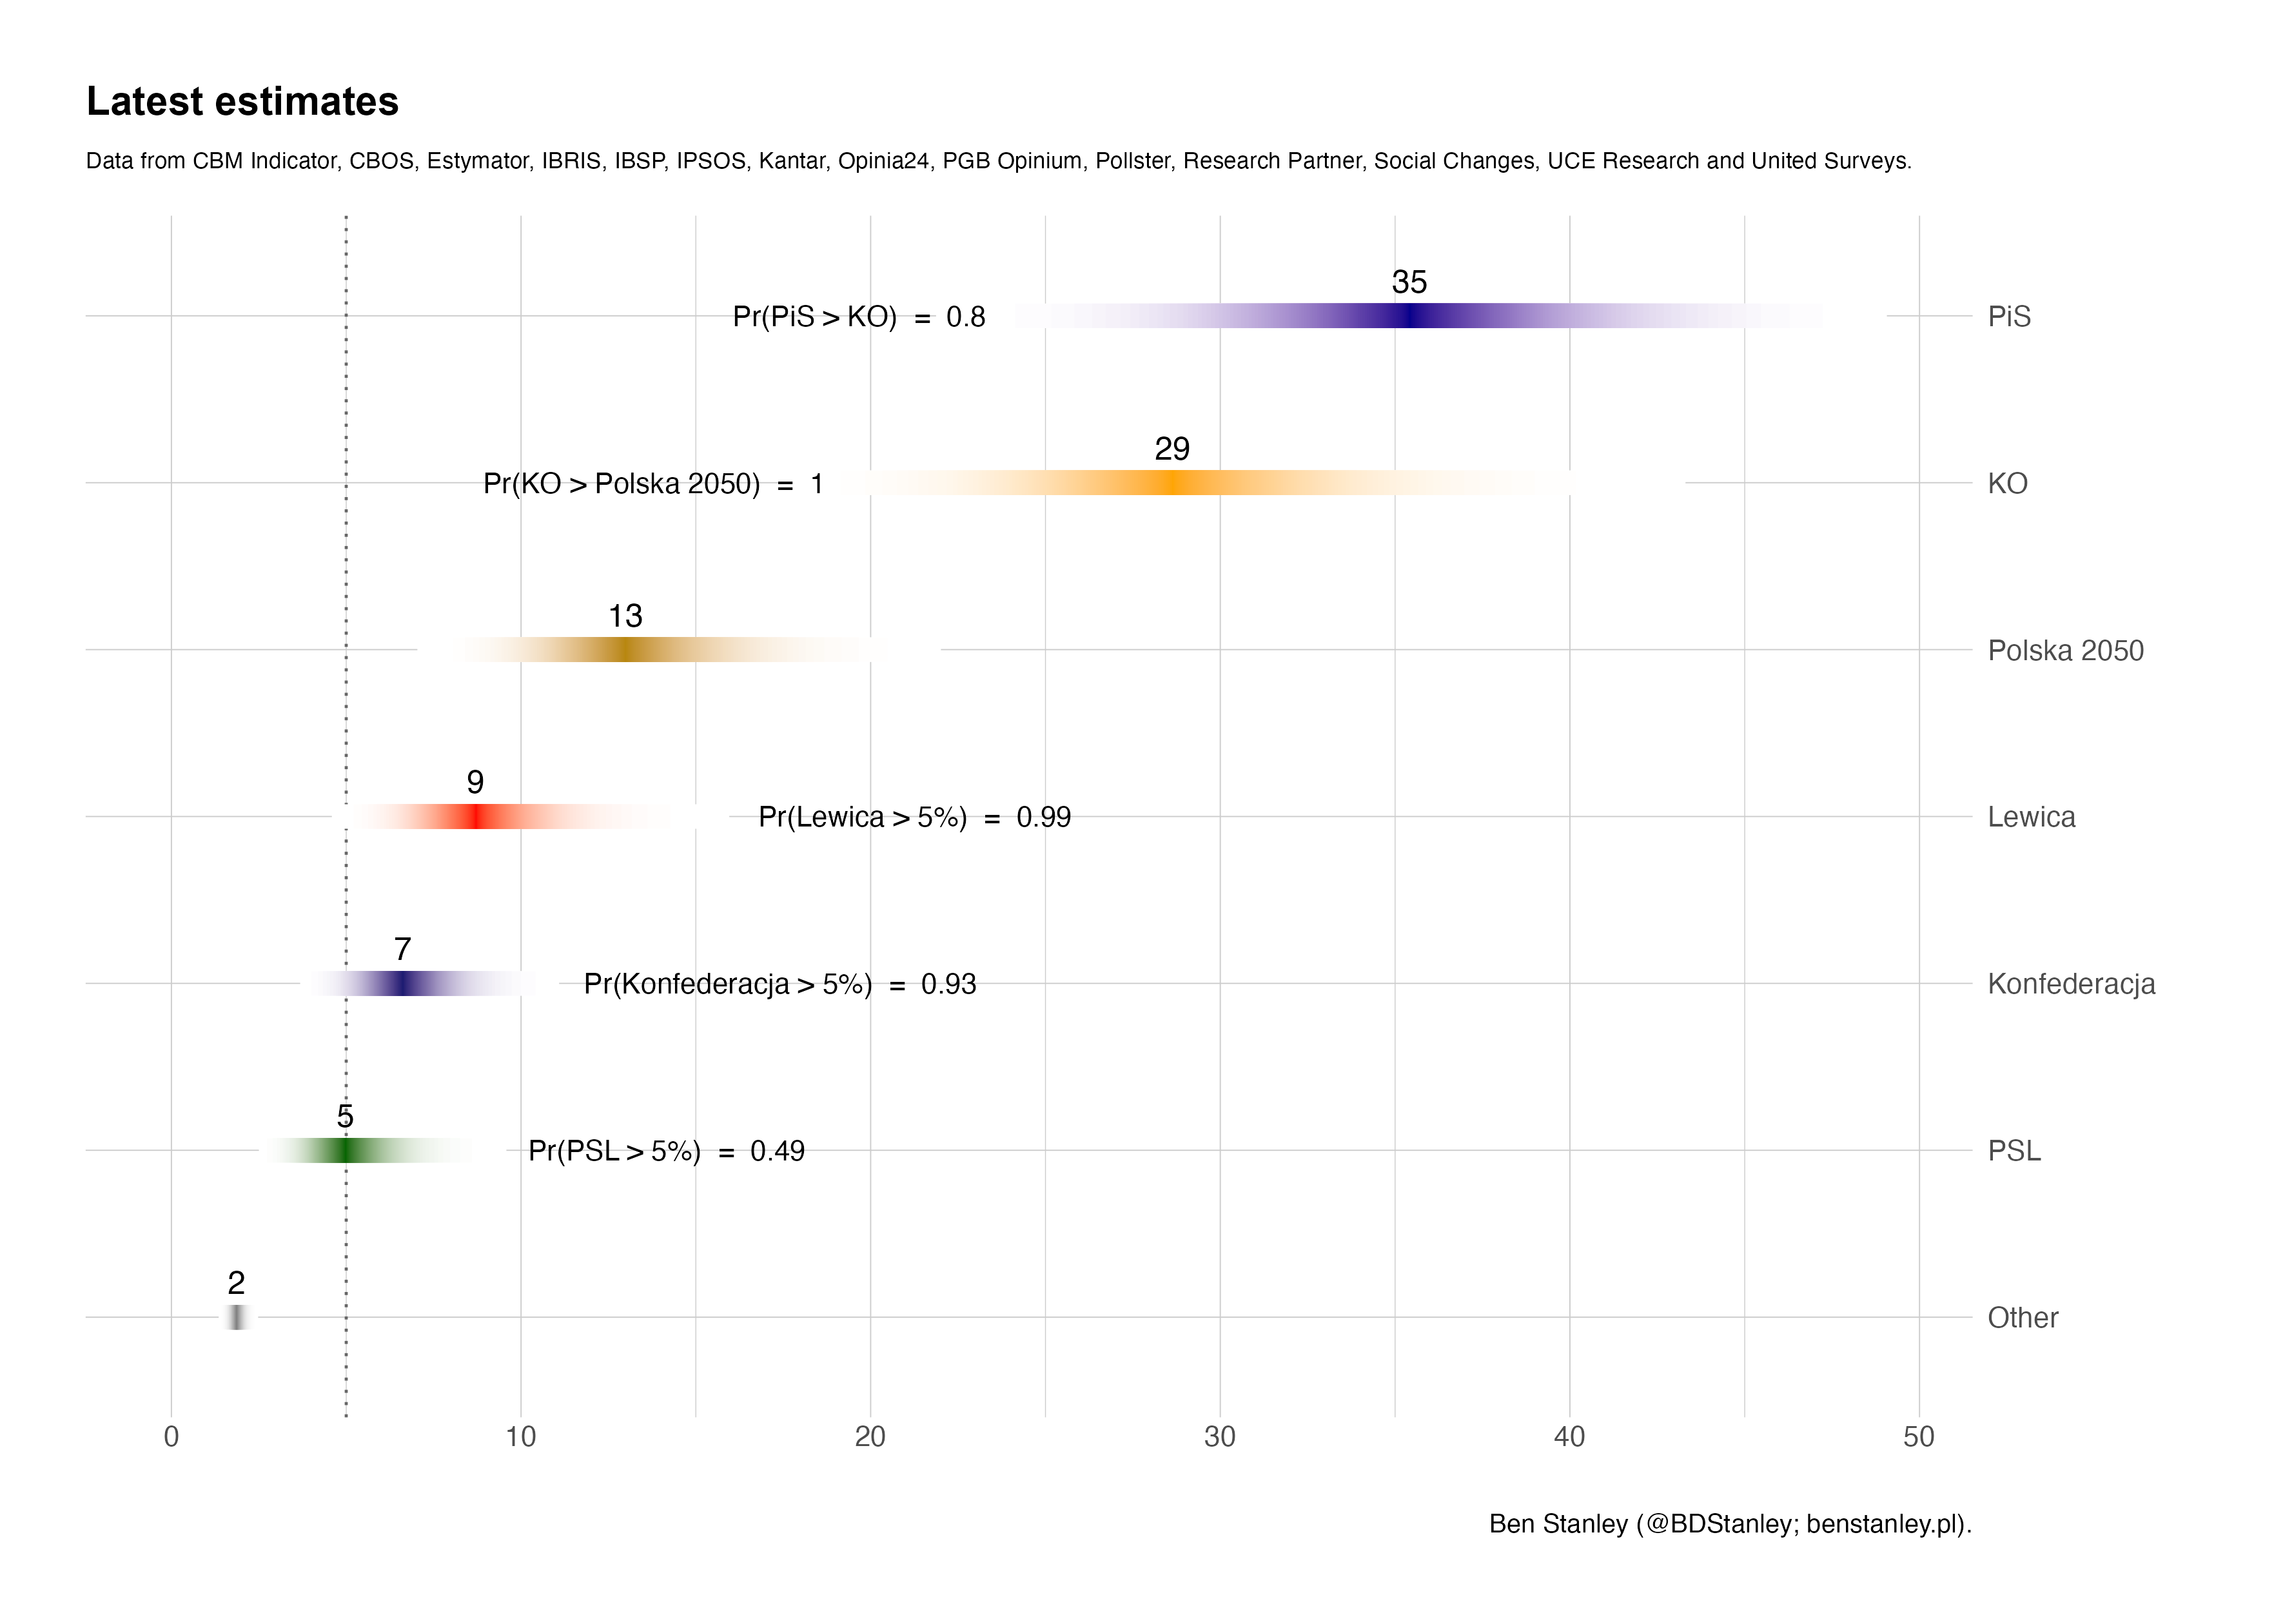 Latest estimates
Data from CBM Indicator, CBOS, Estymator, IBRIS, IBSP, IPSOS, Kantar, Opinia24, PGB Opinium, Pollster, Research Partner, Social Changes, UCE Research and United Surveys.
35
Pr(PiS > KO) = 0.8
PiS
29
Pr(KO > Polska 2050) = 1
KO
13
Polska 2050
9
Pr(Lewica > 5%) = 0.99
Lewica
7
Pr(Konfederacja > 5%) = 0.93
Konfederacja
5
Pr(PSL > 5%) = 0.49
PSL
2
Other
0 10 20 30 40 50
Ben Stanley (@BDStanley; benstanley.pl).